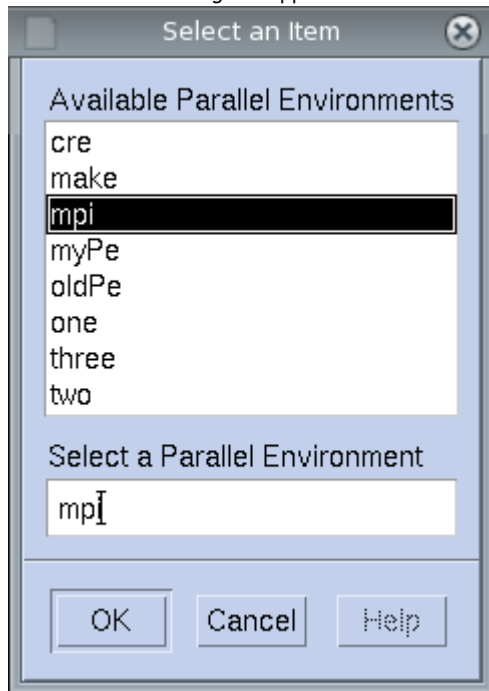 Select an Item
Available Parallel Environments
cre
make
mpi
myPe
oldPe
one
three
two
Select a Parallel Environment
mpi
OK Cancel Help